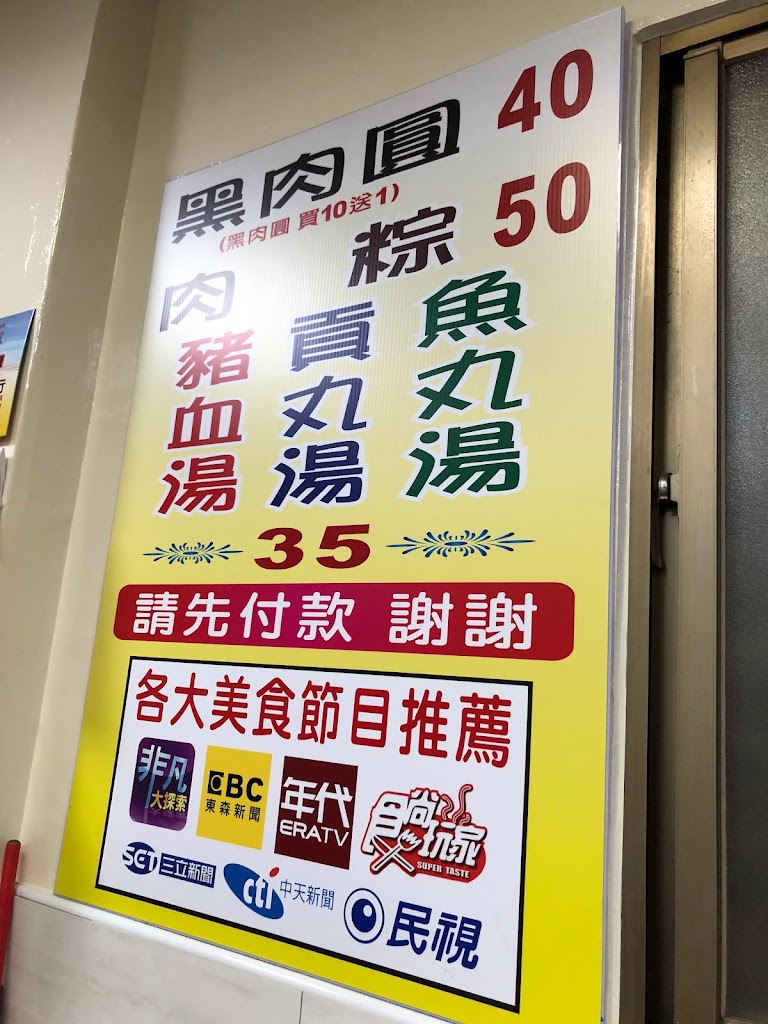 黑肉圓 40
(黑肉圓 買10送1)
肉粽 50
豬血湯
貢丸湯
魚丸湯
35
請先付款 謝謝
各大美食節目推薦
非凡
大探索
EBC
東森新聞
年代
ERATV
食尚玩家
SUPER TASTE
SET三立新聞
cti 中天新聞
民視